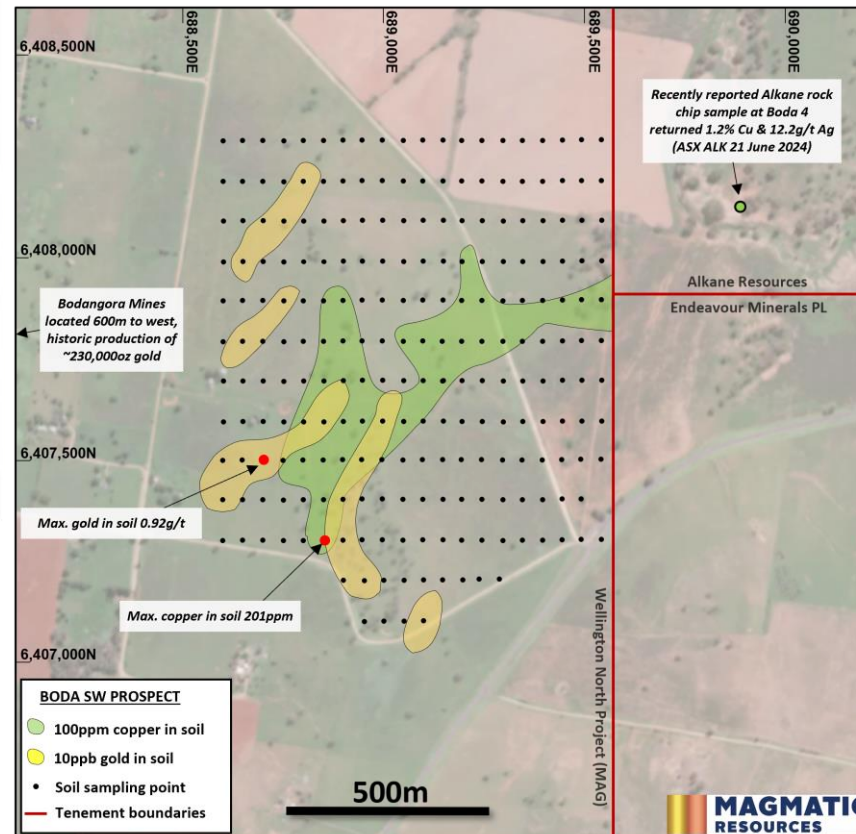 688,500E
689,000E
689,500E
690,000E
6,408,500N
Recently reported Alkane rock
chip sample at Boda 4
returned 1.2% Cu & 12.2g/t Ag
(ASX ALK 21 June 2024)
6,408,000N
Alkane Resources
Endeavour Minerals PL
Bodangora Mines
located 600m to west,
historic production of
~230,000oz gold
6,407,500N
Max. gold in soil 0.92g/t
Max. copper in soil 201ppm
Wellington North Project (MAG)
6,407,000N
BODA SW PROSPECT
100ppm copper in soil
10ppb gold in soil
Soil sampling point
Tenement boundaries
500m
MAGMATIC
RESOURCES